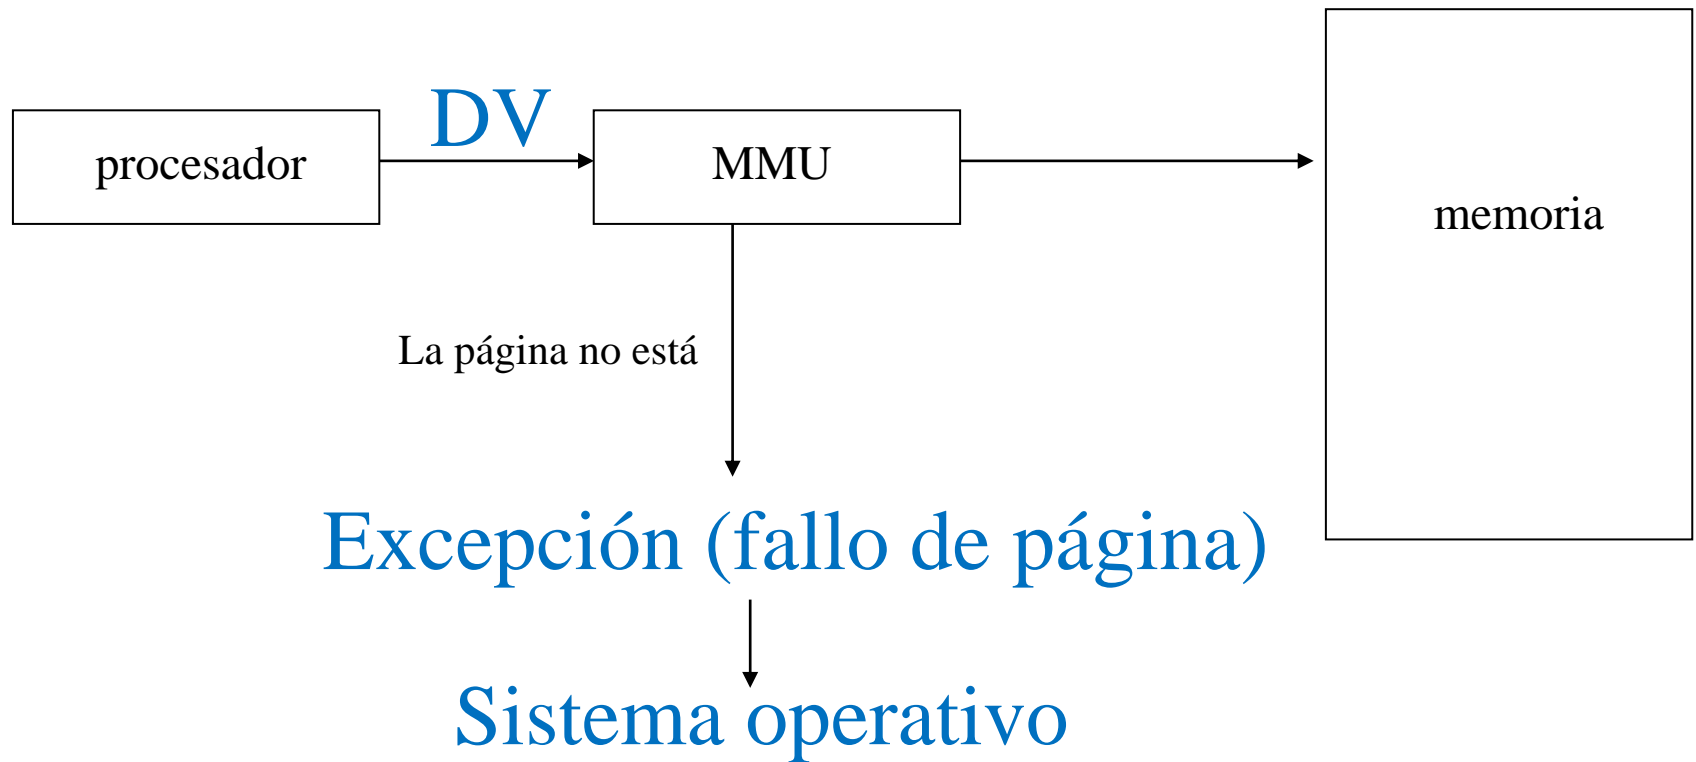 DV
procesador
MMU
memoria
La página no está
Excepción (fallo de página)
Sistema operativo